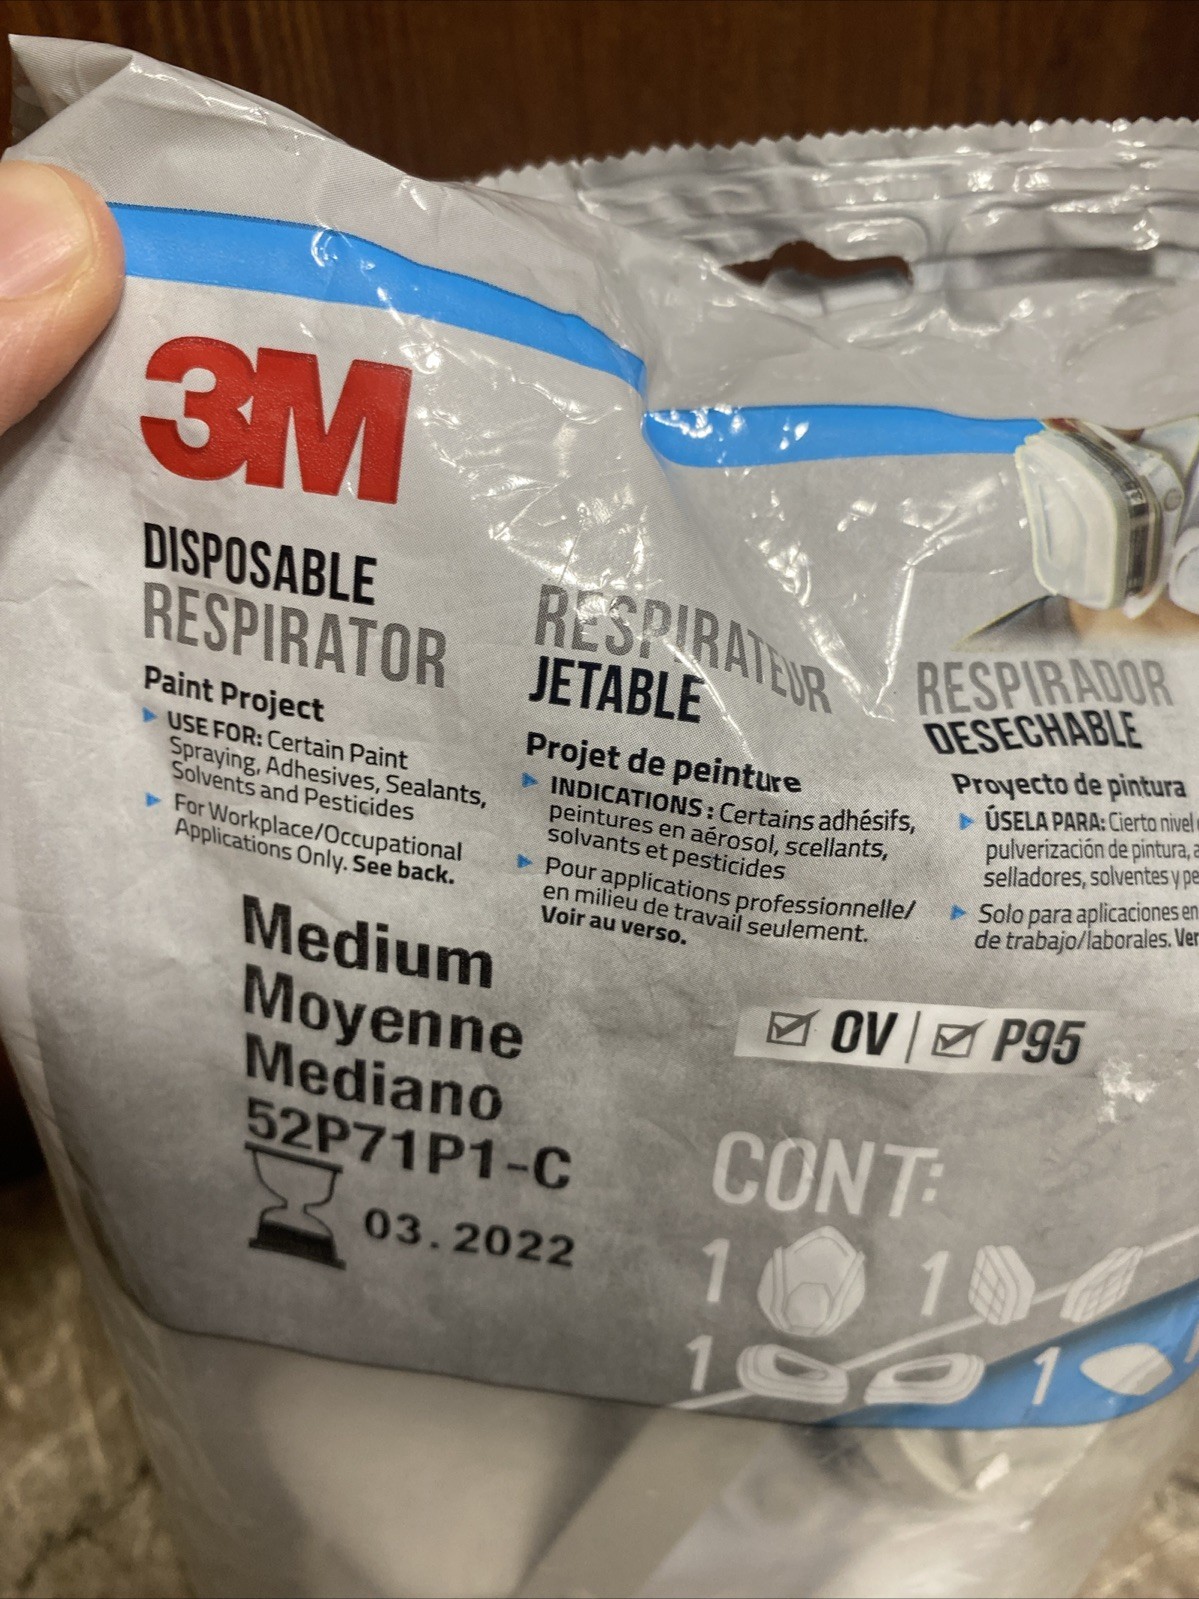 3M
DISPOSABLE
RESPIRATOR
Paint Project
USE FOR: Certain Paint
Spraying, Adhesives, Sealants,
Solvents and Pesticides
For Workplace/Occupational
Applications Only. See back.
RESPIRATEUR
JETABLE
Projet de peinture
INDICATIONS : Certains adhésifs,
peintures en aérosol, scellants,
solvants et pesticides
Pour applications professionnelle/
en milieu de travail seulement.
Voir au verso.
RESPIRADOR
DESECHABLE
Proyecto de pintura
ÚSELA PARA: Cierto nivel
pulverización de pintura,
selladores, solventes y
Solo para aplicaciones en
de trabajo/laborales.
Medium
Moyenne
Mediano
52P71P1-C
03.2022
OV | P95
CONT:
1 1
1 1